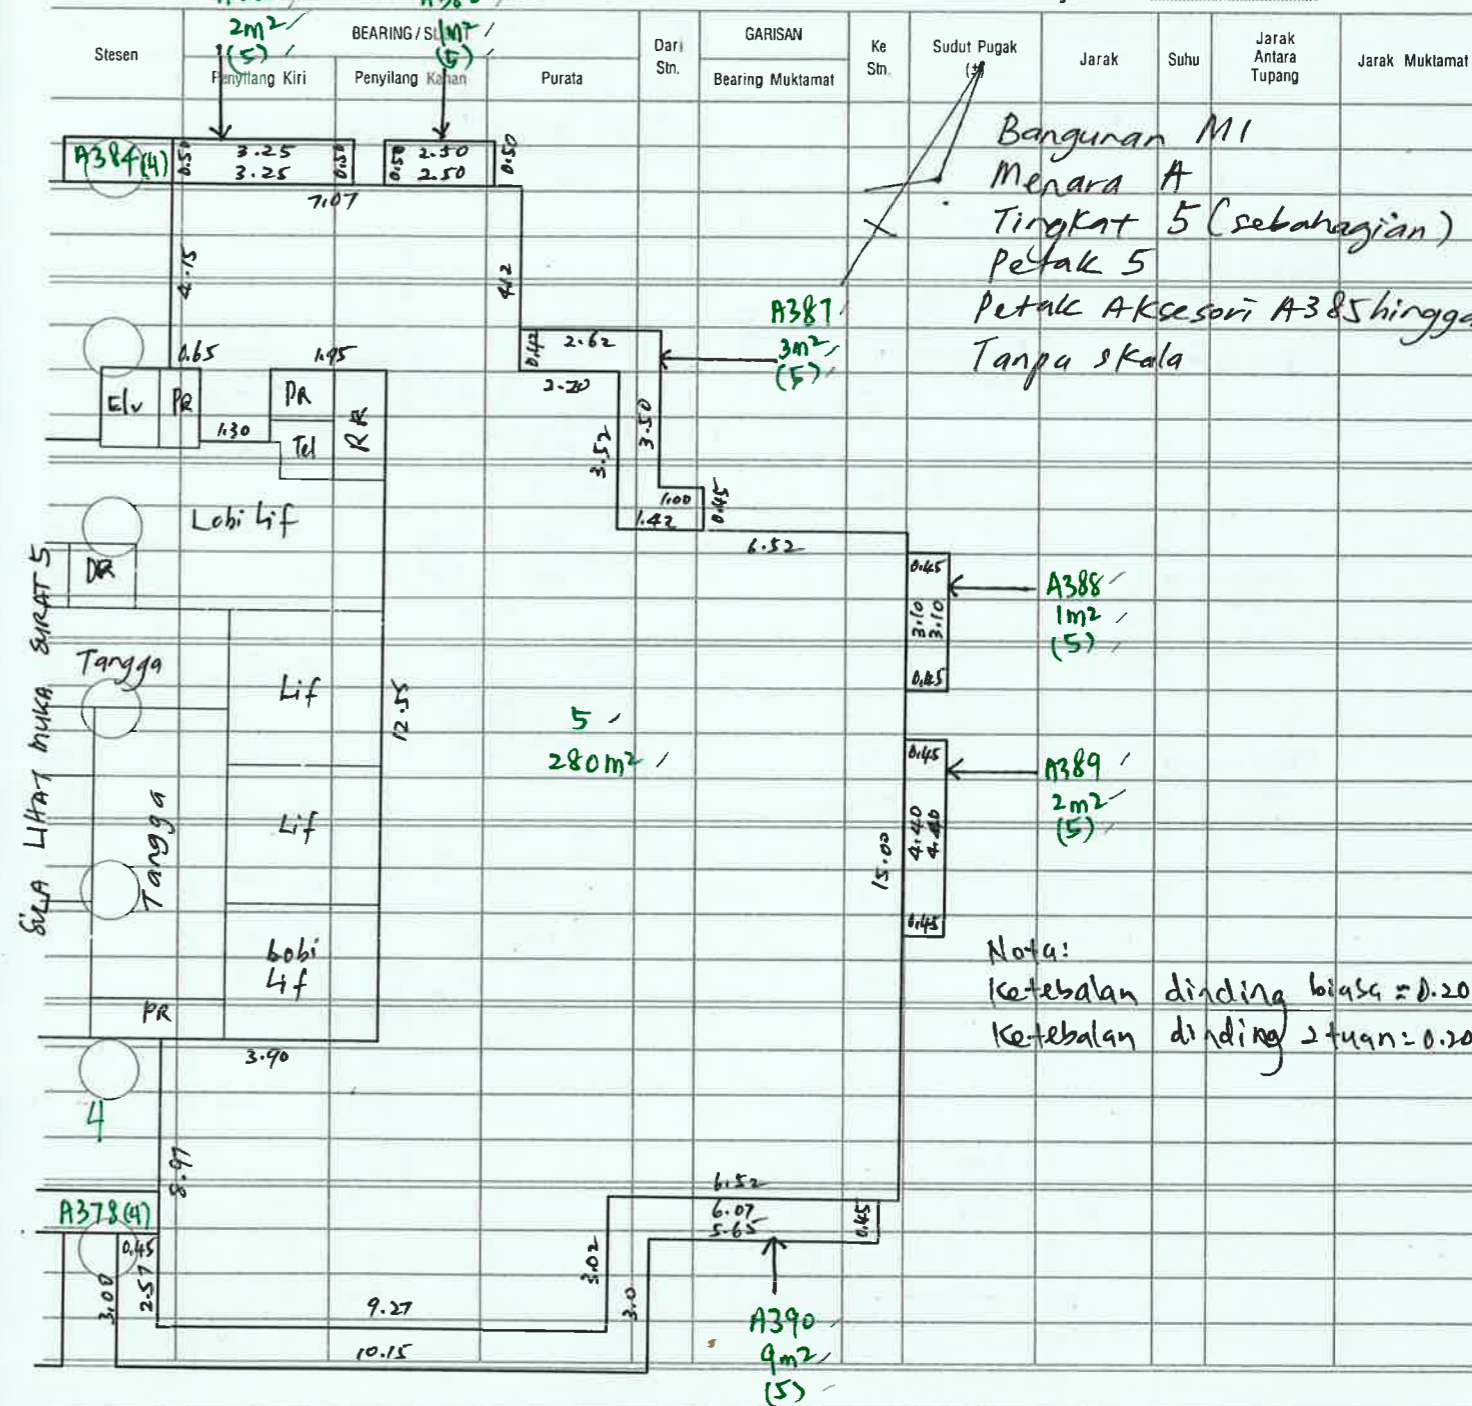 Stesen
BEARING/S
Penyilang Kiri
Penyilang Kanan
Purata
Dari
Stn.
GARISAN
Bearing Muktamat
Ke
Stn.
Sudut Pugak
(±)
Jarak
Suhu
Jarak
Antara
Tupang
Jarak Muktamat
2m²
(5)
1m²
(5)
A384(4)
0.50
3.25
3.25
0.50
0.50
2.50
2.50
0.50
7.07
4.15
4.12
Bangunan M1
Menara A
Tingkat 5 (sebahagian)
Petak 5
Petak Aksesori A385 hingga
Tanpa skala
A387
3m²
(5)
0.42
2.62
2.20
3.50
3.52
1.00
1.42
0.45
6.52
0.65
1.95
Elv
PR
1.30
PR
Tel
RR
Lobi Lif
DR
SILA LIHAT MUKA SURAT 5
Tangga
Lif
12.55
5
280m²
Tangga
Lif
Lobi
Lif
PR
3.90
0.45
3.10
3.10
0.45
A388
1m²
(5)
0.45
4.40
4.40
0.45
A389
2m²
(5)
15.00
Nota:
Ketebalan dinding biasa = 0.20
Ketebalan dinding 2 tuan = 0.20
4
8.97
A378(4)
0.45
3.00
2.57
9.27
10.15
3.02
3.0
6.52
6.07
5.65
0.45
A390
9m²
(5)